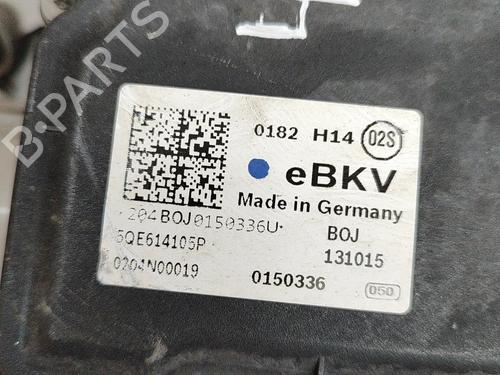 B-PARTS
0182 H14 02S
eBKV
Made in Germany
204BOJ0150336U
5QE614105P BOJ
131015
0204N00019 0150336 050